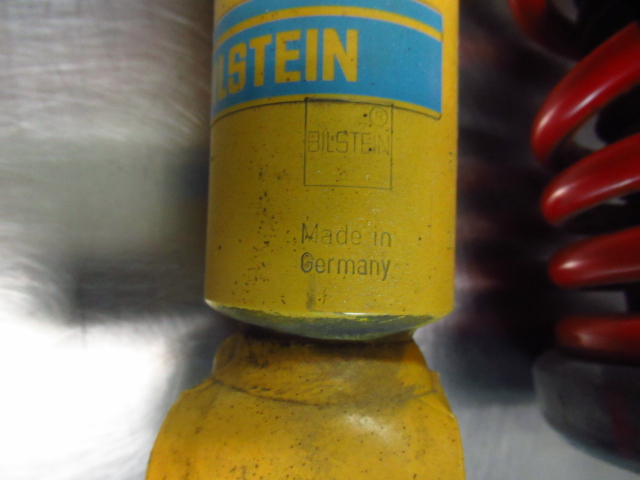 LSTEIN
BILSTEIN
Made in
Germany